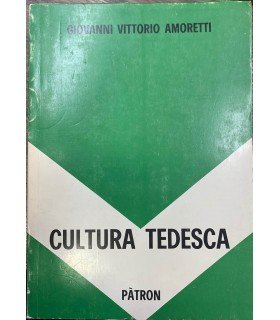 GIOVANNI VITTORIO AMORETTI
CULTURA TEDESCA
PÀTRON